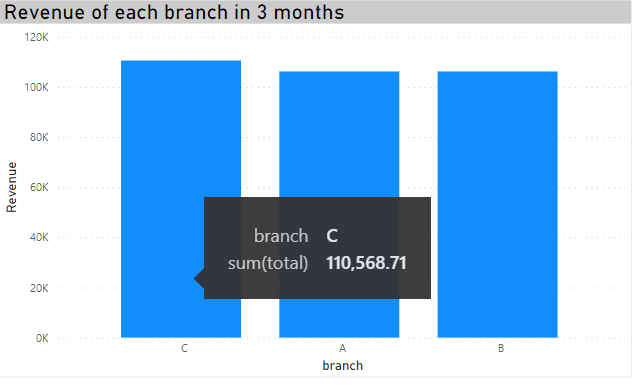 Revenue of each branch in 3 months
120K
100K
80K
60K
40K
20K
0K
Revenue
branch C
sum(total) 110,568.71
C A B
branch